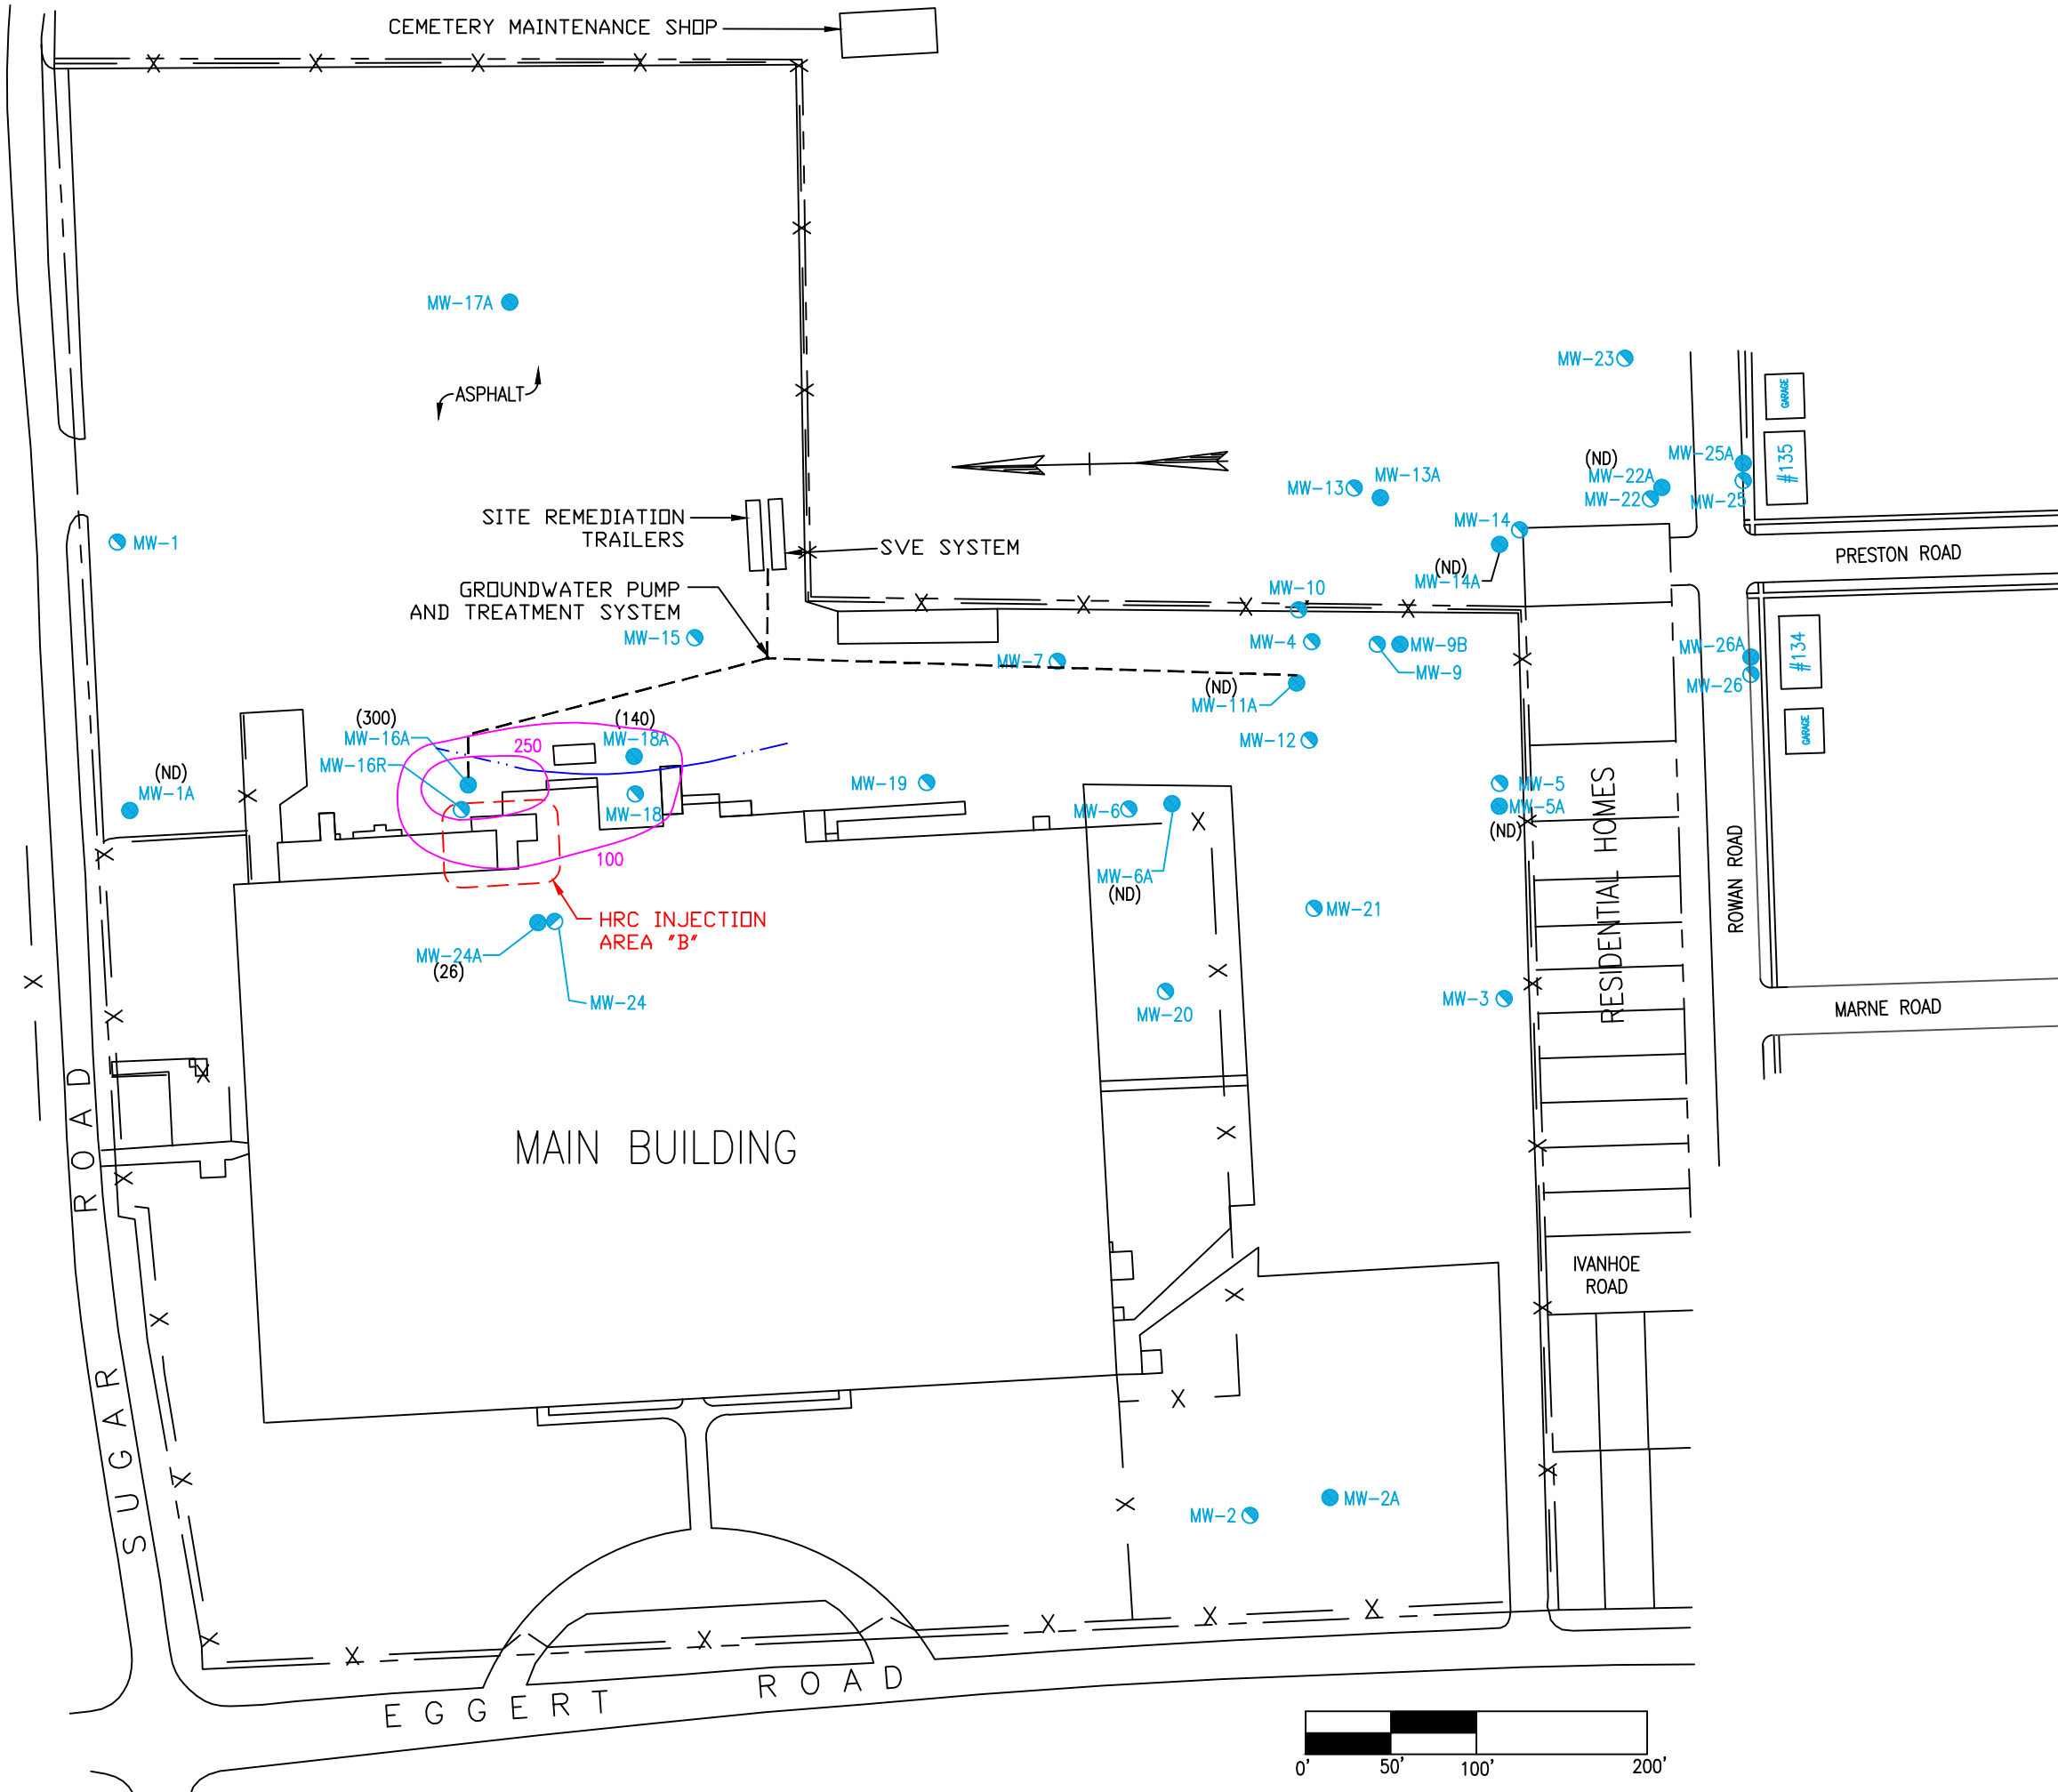 CEMETERY MAINTENANCE SHOP
MW-17A
ASPHALT
MW-23
GARAGE
#135
MW-25A
MW-25
(ND)
MW-22A
MW-22
MW-13
MW-13A
MW-14
(ND)
MW-14A
PRESTON ROAD
MW-1
SITE REMEDIATION
TRAILERS
SVE SYSTEM
GROUNDWATER PUMP
AND TREATMENT SYSTEM
MW-15
MW-7
MW-10
MW-4
MW-9B
MW-9
(ND)
MW-11A
MW-12
MW-26A
MW-26
#134
GARAGE
(300)
MW-16A
MW-16R
250
(140)
MW-18A
MW-18
100
(ND)
MW-1A
MW-19
MW-6
MW-6A
(ND)
MW-5
MW-5A
(ND)
RESIDENTIAL HOMES
ROWAN ROAD
HRC INJECTION
AREA "B"
MW-24A
(26)
MW-24
MW-21
MW-20
MW-3
MARNE ROAD
MAIN BUILDING
SUGAR ROAD
IVANHOE
ROAD
MW-2
MW-2A
EGGERT ROAD
0' 50' 100' 200'